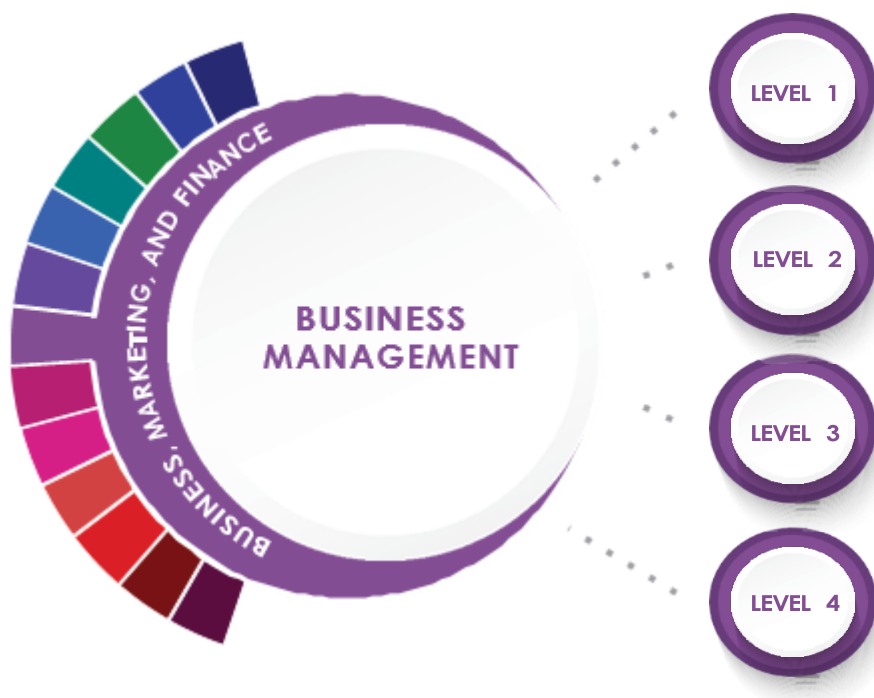 BUSINESS, MARKETING, AND FINANCE
BUSINESS
MANAGEMENT
LEVEL 1
LEVEL 2
LEVEL 3
LEVEL 4